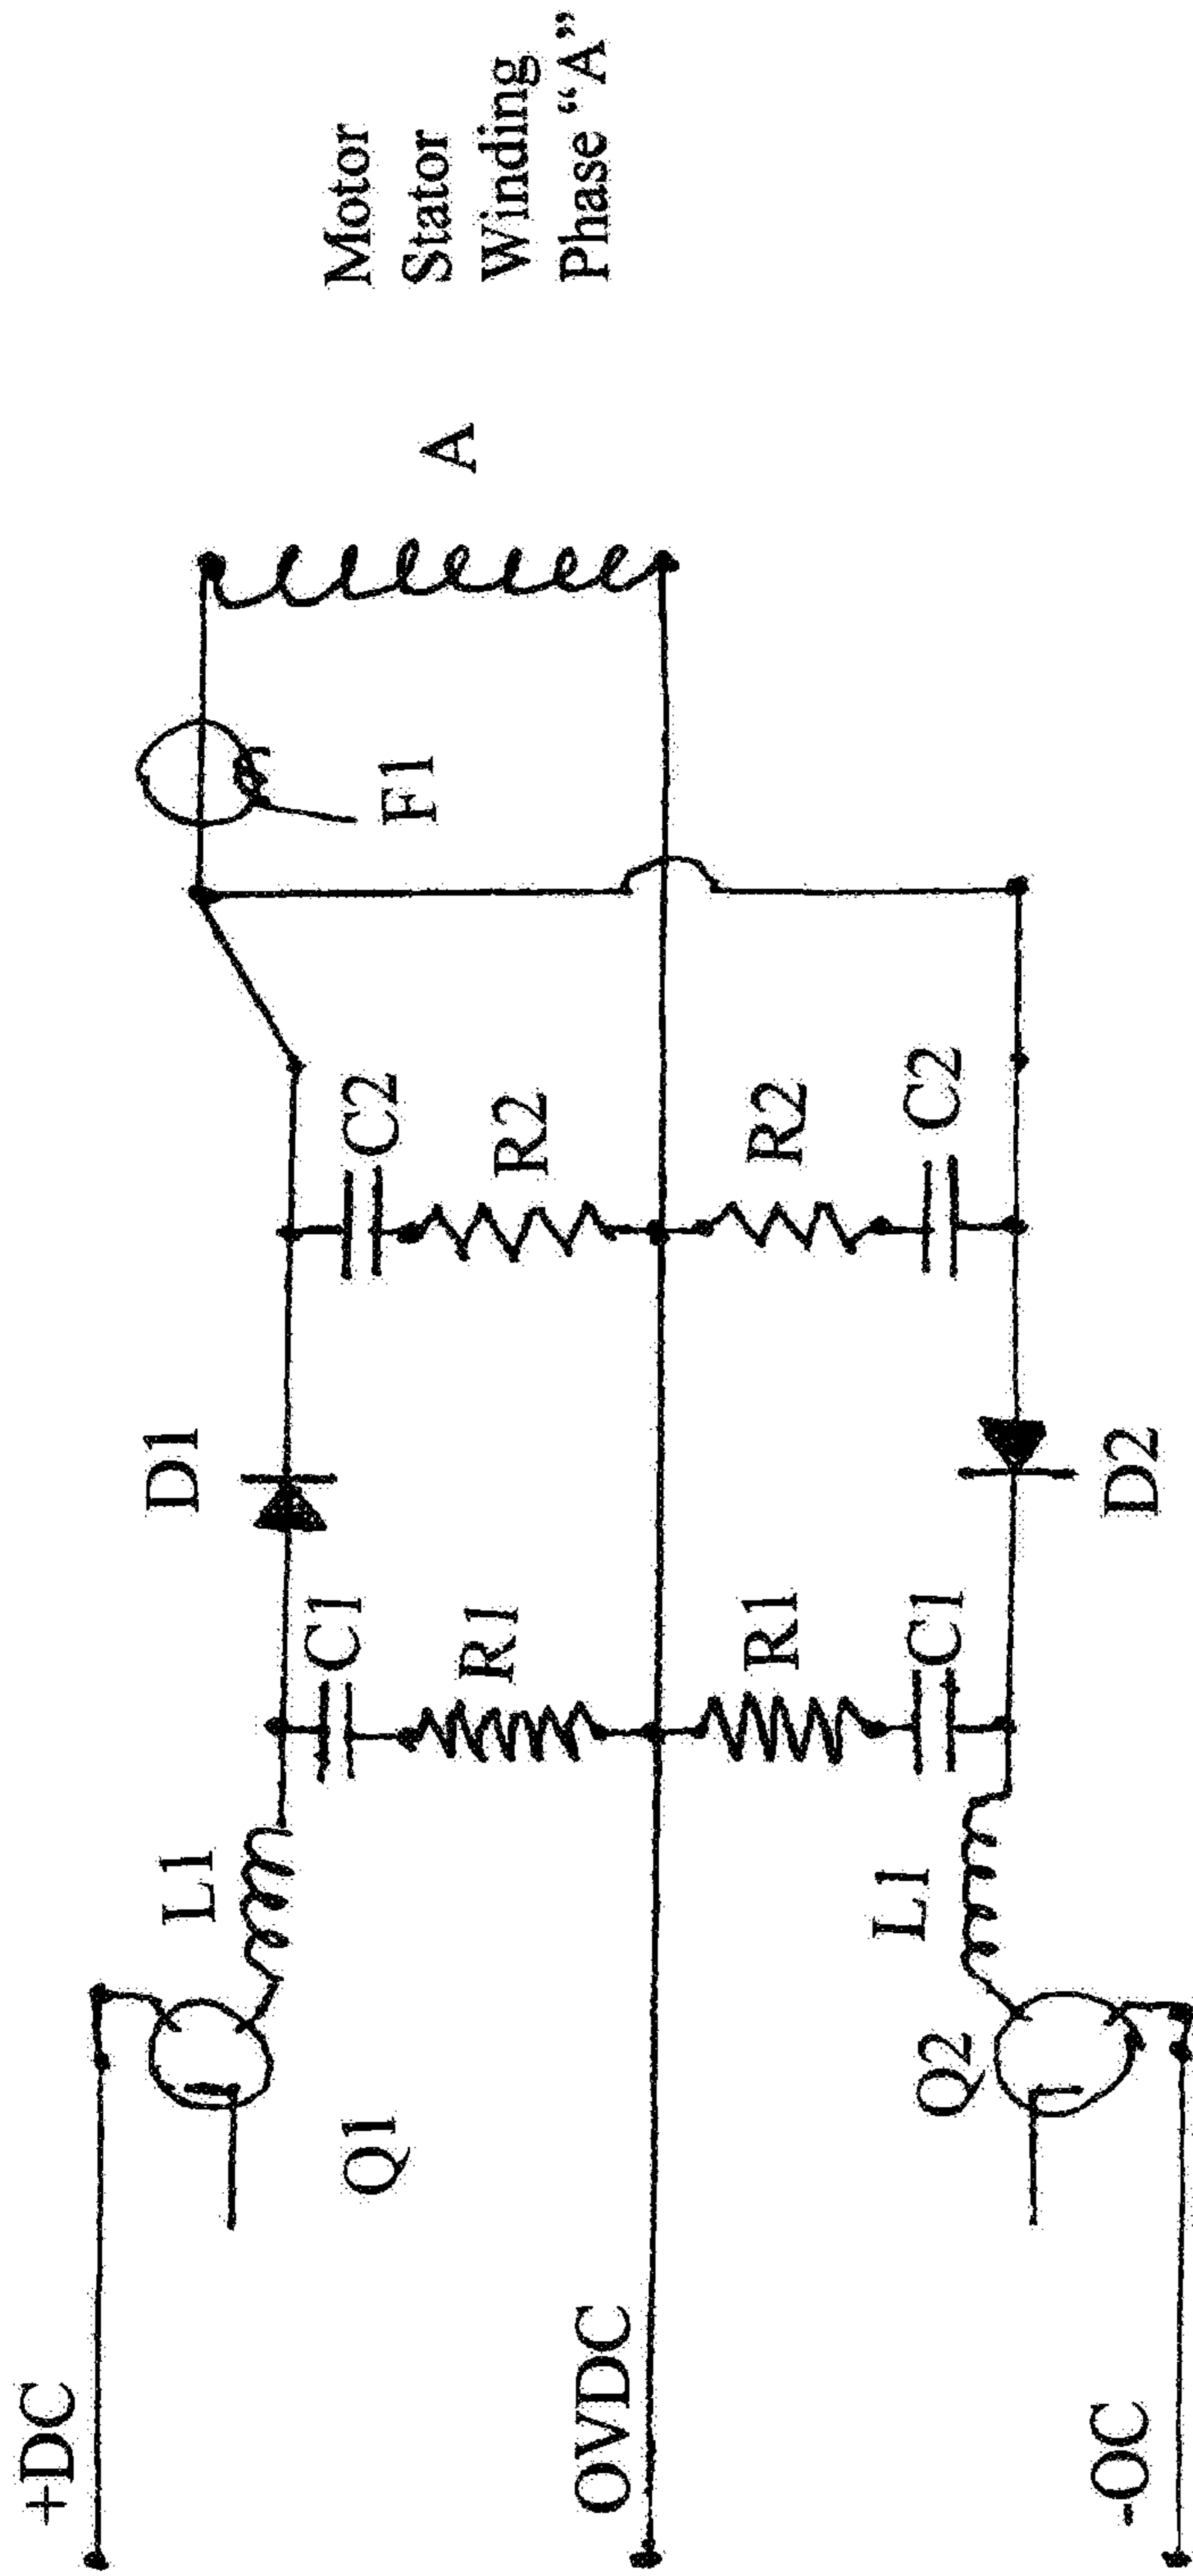 +DC
Q1
L1
C1
R1
D1
C2
R2
F1
A
Motor
Stator
Winding
Phase “A”
OVDC
R1
C1
R2
C2
Q2
L1
D2
-OC